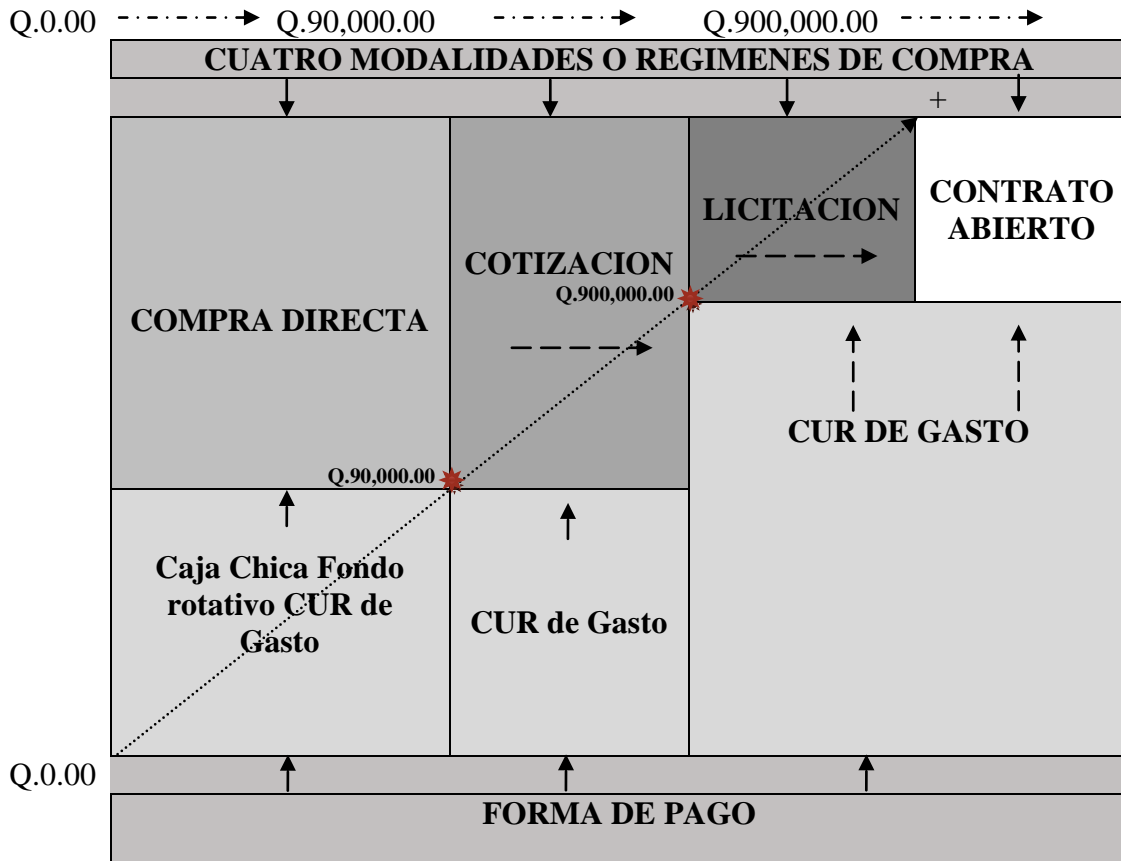 Q.0.00
Q.90,000.00
Q.900,000.00
CUATRO MODALIDADES O REGIMENES DE COMPRA
+
LICITACION
CONTRATO
ABIERTO
COTIZACION
Q.900,000.00
COMPRA DIRECTA
CUR DE GASTO
Q.90,000.00
Caja Chica Fondo
rotativo CUR de
Gasto
CUR de Gasto
Q.0.00
FORMA DE PAGO